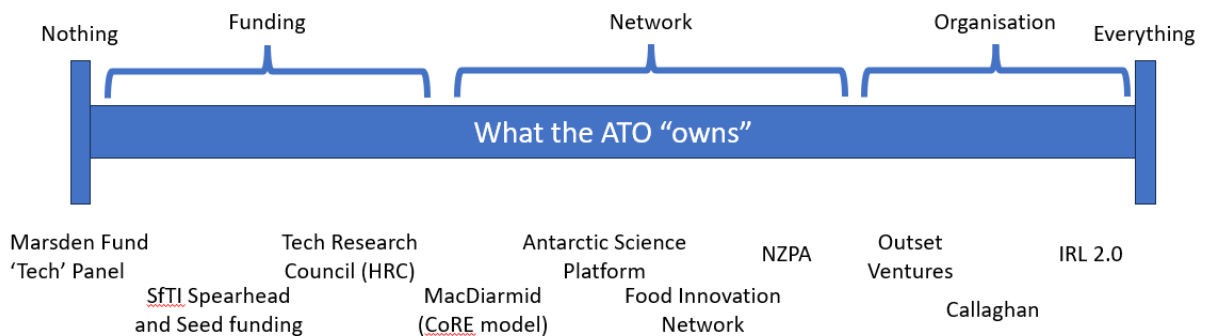 Nothing
Funding
Network
Organisation
Everything
What the ATO “owns”
Marsden Fund
‘Tech’ Panel
SfTI Spearhead
and Seed funding
Tech Research
Council (HRC)
MacDiarmid
(CoRE model)
Antarctic Science
Platform
Food Innovation
Network
NZPA
Outset
Ventures
Callaghan
IRL 2.0